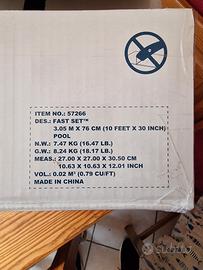 ITEM NO.: 57266
DES.: FAST SET™
3.05 M X 76 CM (10 FEET X 30 INCH)
POOL
N.W.: 7.47 KG (16.47 LB.)
G.W.: 8.24 KG (18.17 LB.)
MEAS.: 27.00 X 27.00 X 30.50 CM
10.63 X 10.63 X 12.01 INCH
VOL.: 0.02 M³ (0.79 CU/FT)
MADE IN CHINA
Subito